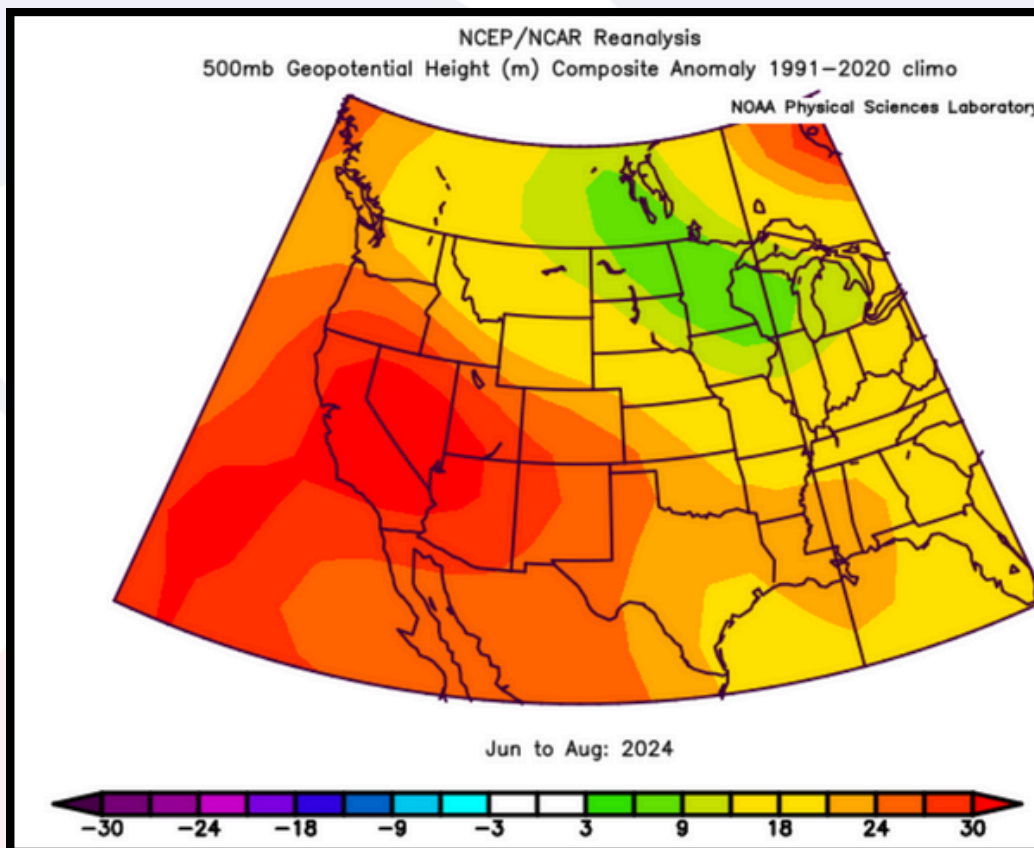 NCEP/NCAR Reanalysis
500mb Geopotential Height (m) Composite Anomaly 1991−2020 climo
NOAA Physical Sciences Laboratory
Jun to Aug: 2024
−30 −24 −18 −9 −3 3 9 18 24 30